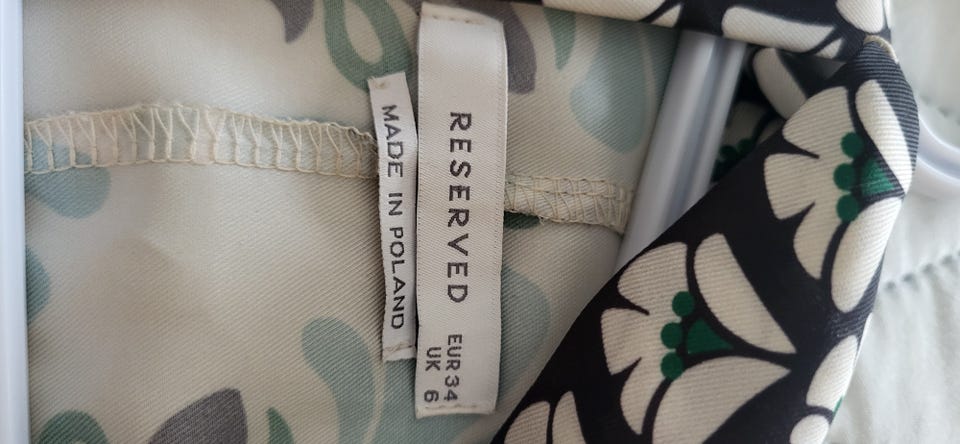 RESERVED
EUR 34
UK 6
MADE IN POLAND